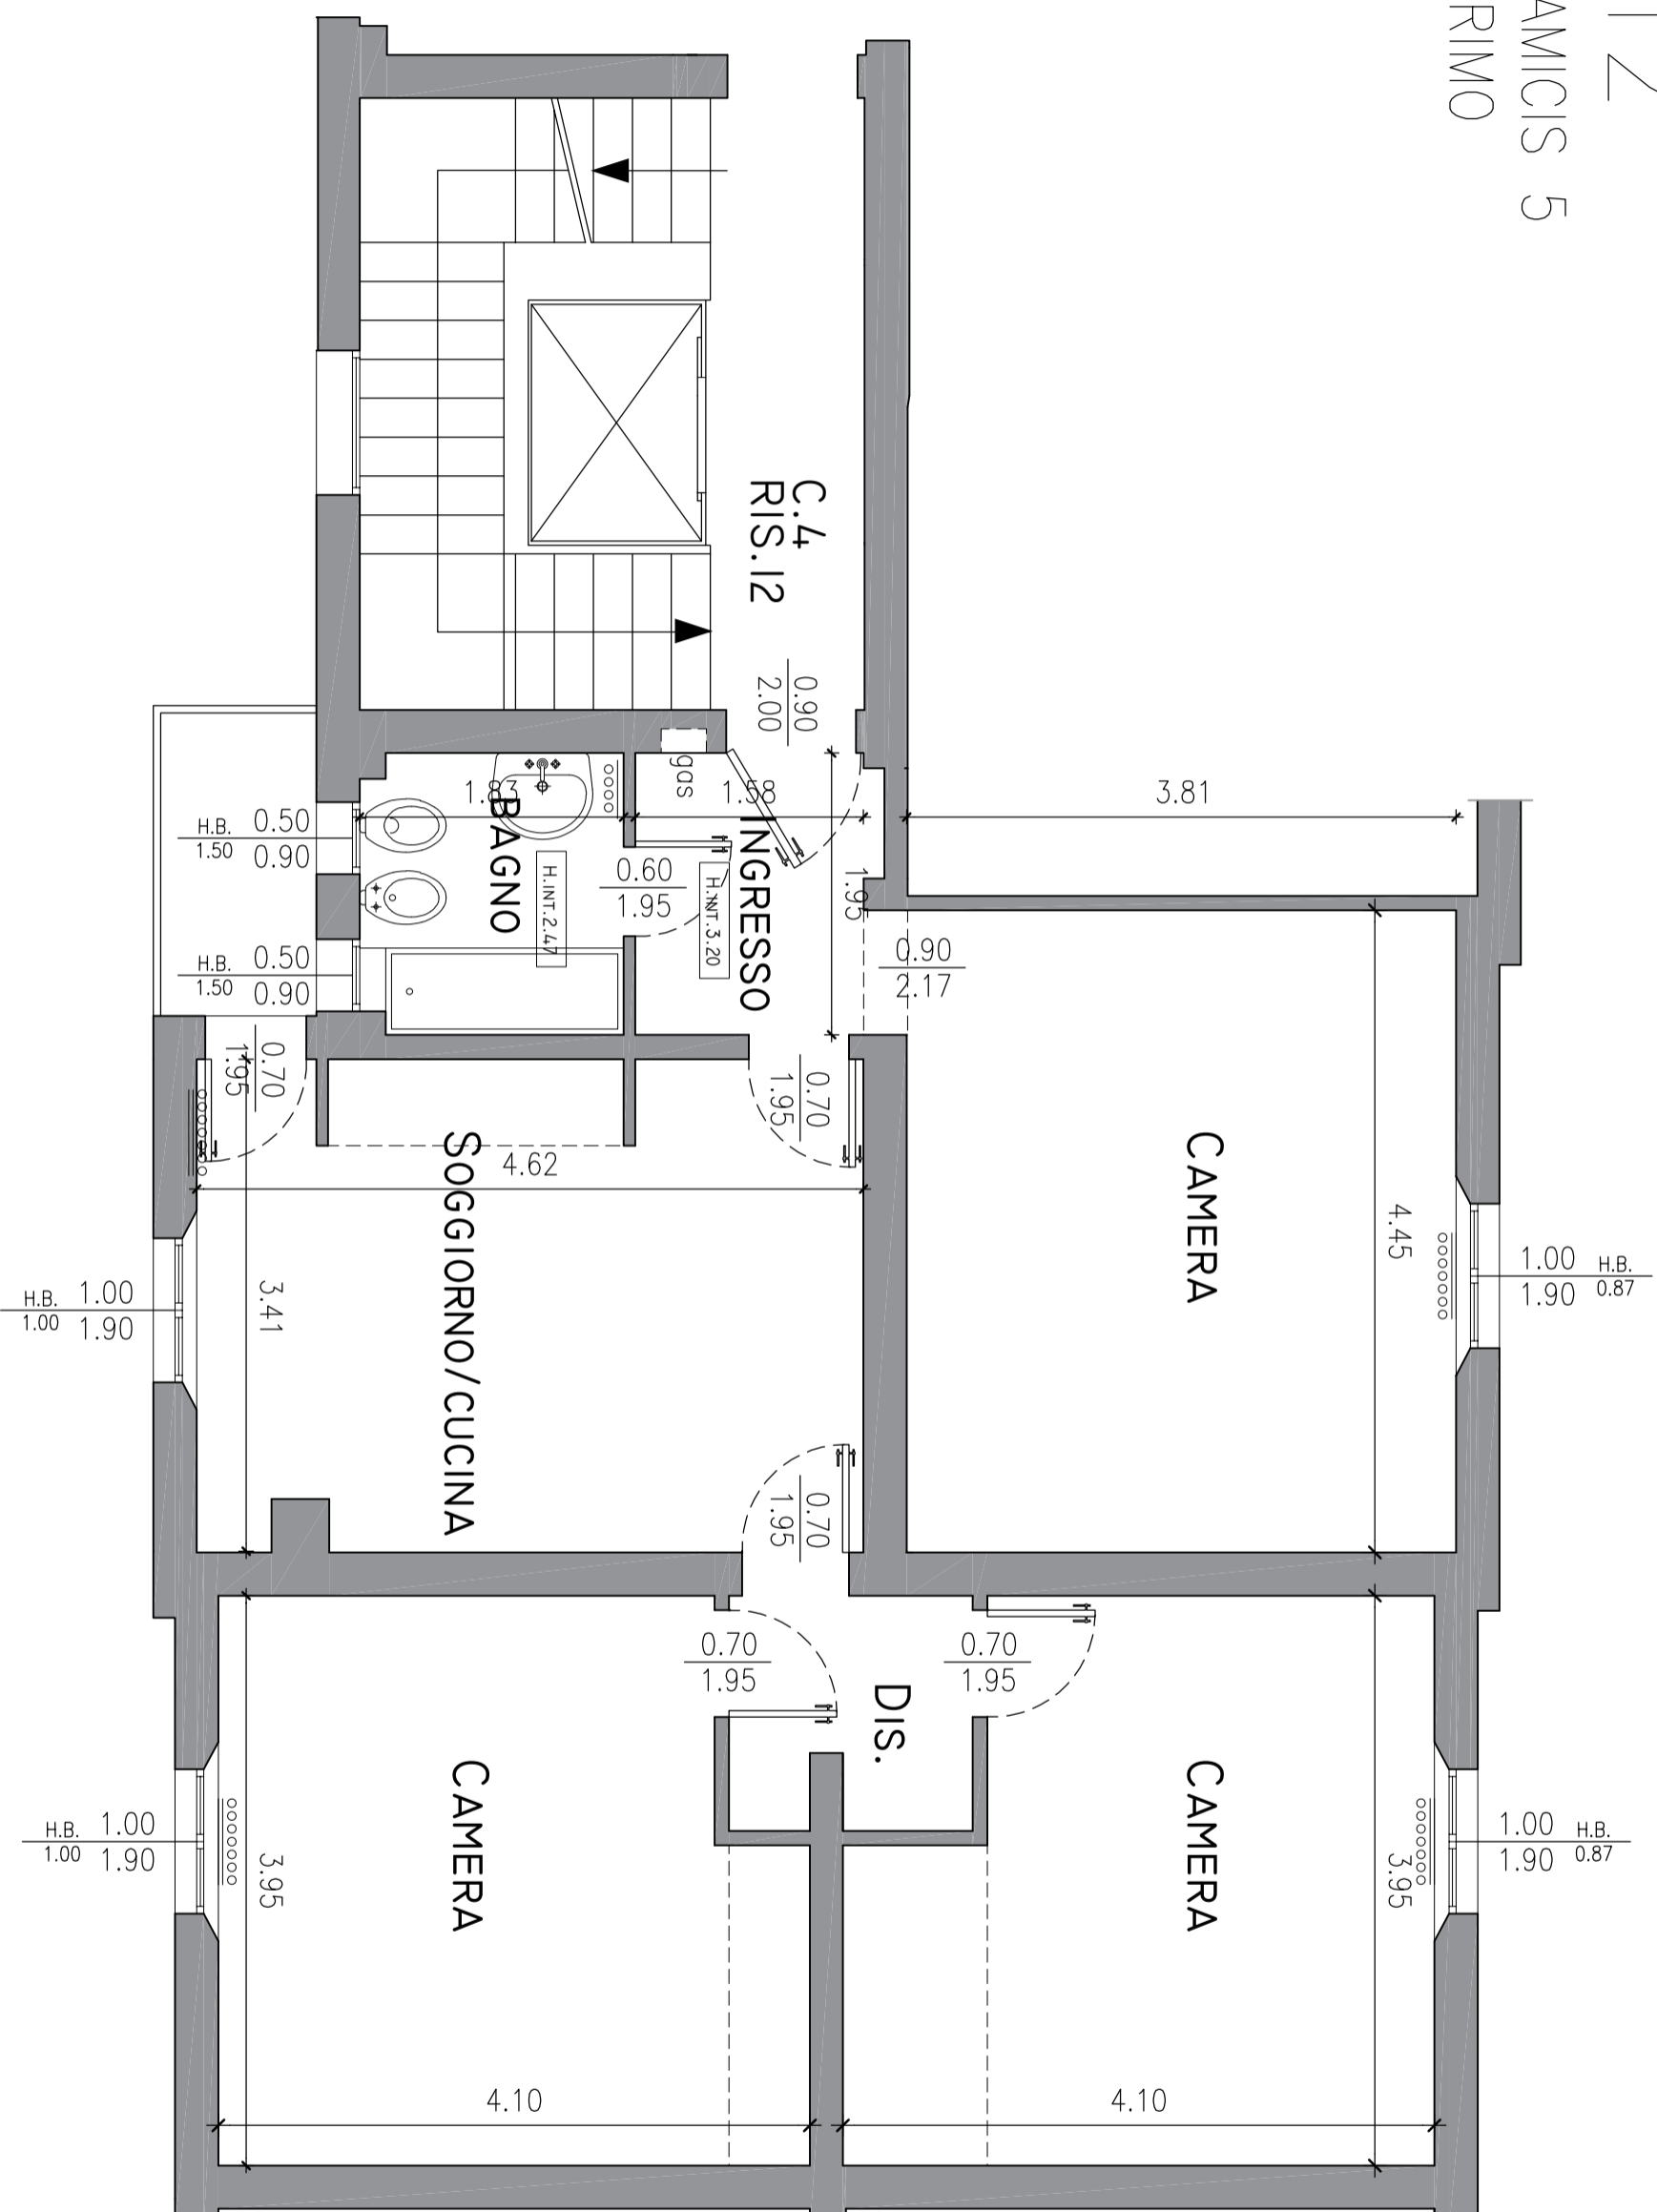 AMICIS 5
RIMO
C.4
RIS.I2
0.90
2.00
gas
1.83
1.58
3.81
BAGNO
H.INT.2.47
0.60
1.95
H.INT.3.20
INGRESSO
1.95
0.90
2.17
H.B. 0.50
1.50 0.90
H.B. 0.50
1.50 0.90
0.70
1.95
0.70
1.95
4.62
SOGGIORNO/CUCINA
3.41
H.B. 1.00
1.00 1.90
CAMERA
4.45
1.00 H.B.
1.90 0.87
0.70
1.95
0.70
1.95
DIS.
0.70
1.95
CAMERA
3.95
H.B. 1.00
1.00 1.90
CAMERA
3.95
1.00 H.B.
1.90 0.87
4.10
4.10